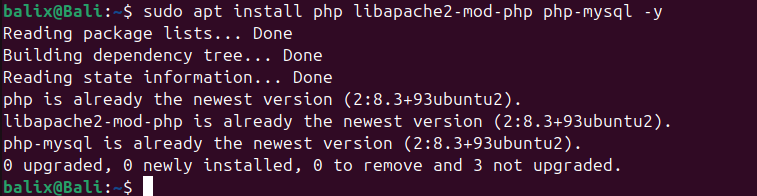 balix@Bali:~$ sudo apt install php libapache2-mod-php php-mysql -y
Reading package lists... Done
Building dependency tree... Done
Reading state information... Done
php is already the newest version (2:8.3+93ubuntu2).
libapache2-mod-php is already the newest version (2:8.3+93ubuntu2).
php-mysql is already the newest version (2:8.3+93ubuntu2).
0 upgraded, 0 newly installed, 0 to remove and 3 not upgraded.
balix@Bali:~$